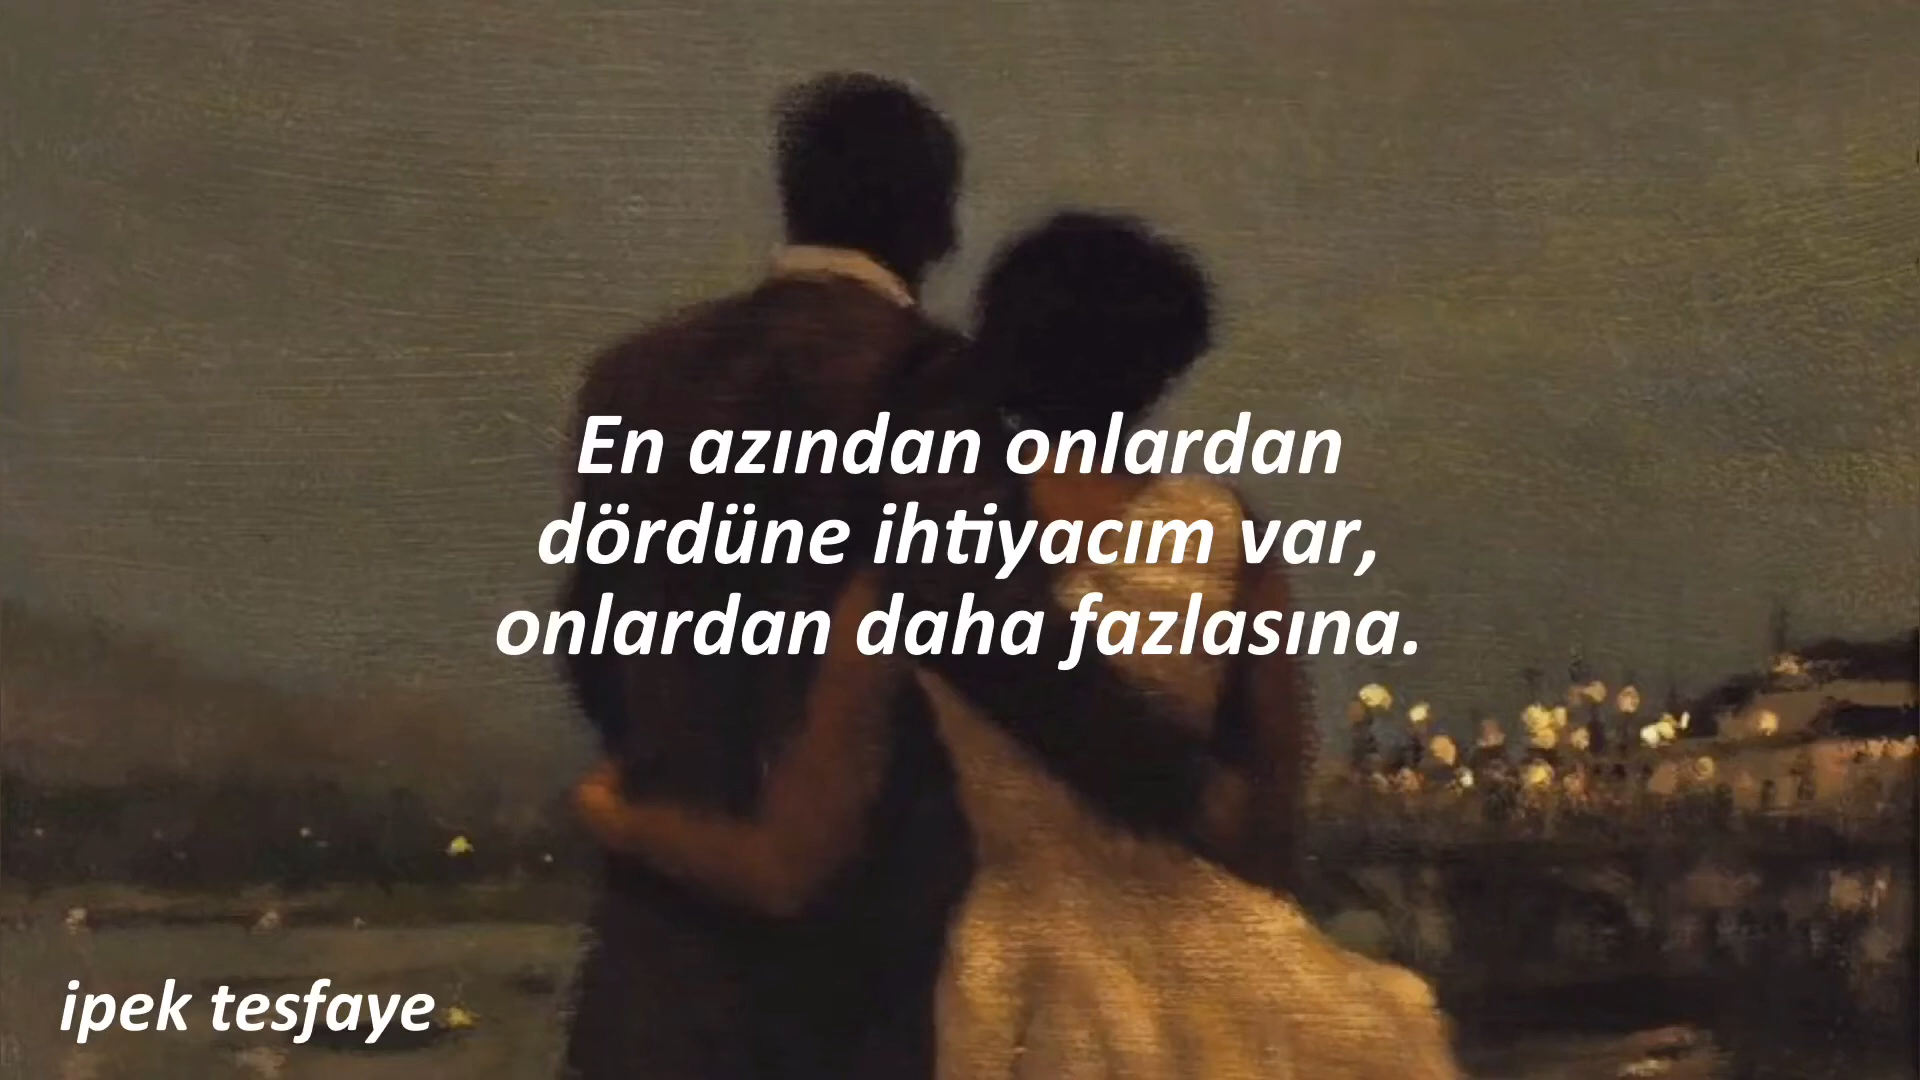 En azından onlardan
dördüne ihtiyacım var,
onlardan daha fazlasına.
ipek tesfaye